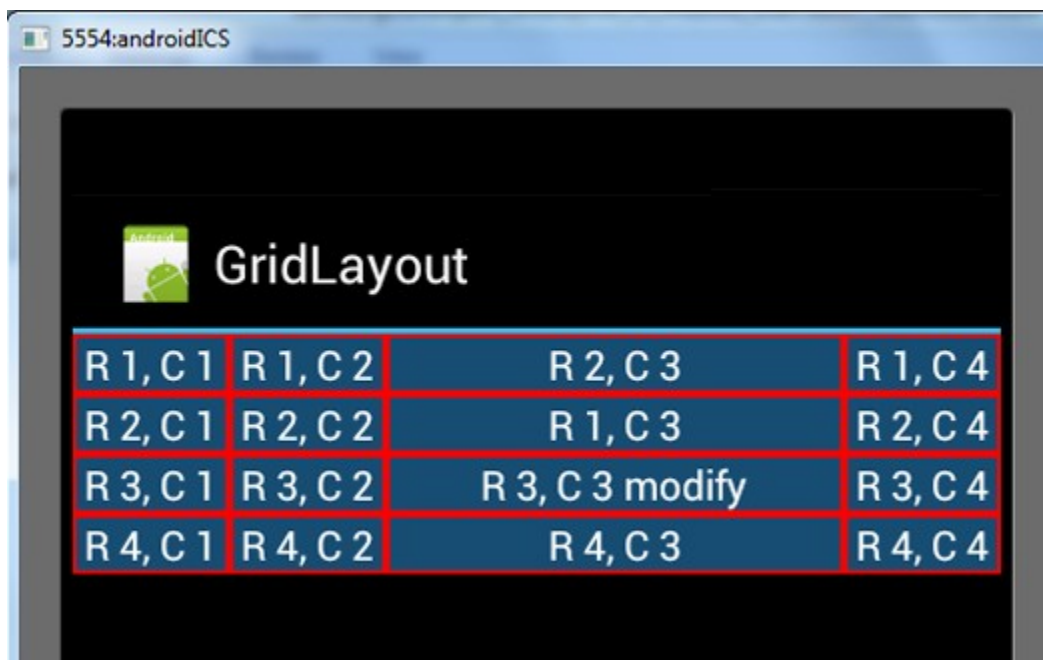 5554:androidICS
Android
GridLayout
R 1, C 1 R 1, C 2 R 2, C 3 R 1, C 4
R 2, C 1 R 2, C 2 R 1, C 3 R 2, C 4
R 3, C 1 R 3, C 2 R 3, C 3 modify R 3, C 4
R 4, C 1 R 4, C 2 R 4, C 3 R 4, C 4